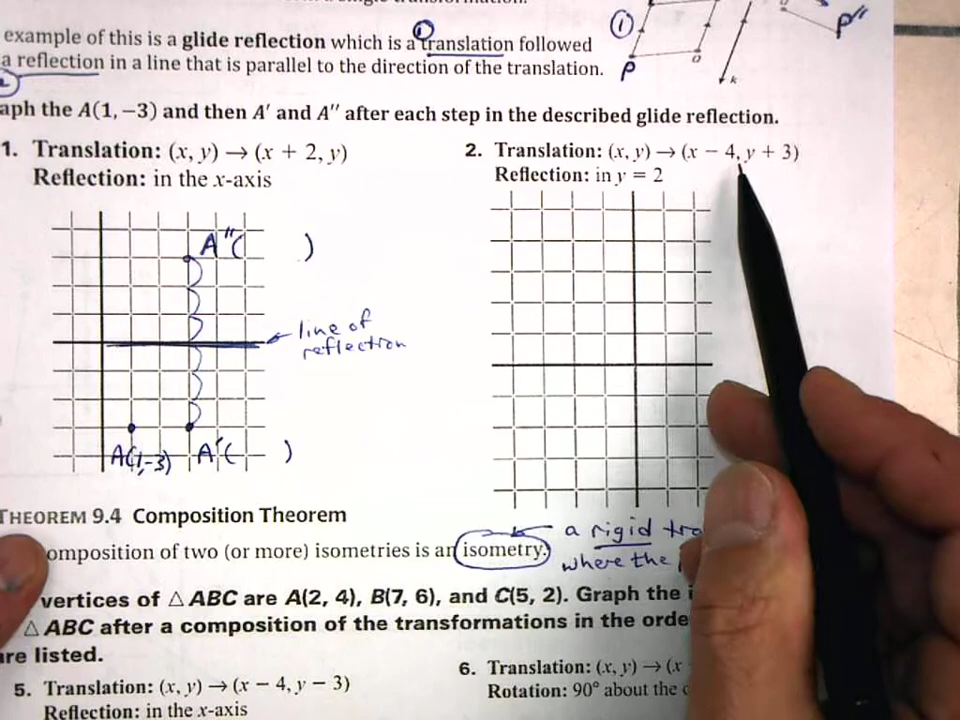 example of this is a glide reflection which is a translation followed
a reflection in a line that is parallel to the direction of the translation.
①
①
P
P''
k
aph the A(1, −3) and then A′ and A″ after each step in the described glide reflection.
1. Translation: (x, y) → (x + 2, y)
Reflection: in the x-axis
2. Translation: (x, y) → (x − 4, y + 3)
Reflection: in y = 2
A''( )
line of
reflection
A(1,-3) A'( )
THEOREM 9.4 Composition Theorem
omposition of two (or more) isometries is an isometry.
a rigid tra
where the
vertices of △ABC are A(2, 4), B(7, 6), and C(5, 2). Graph the i
△ABC after a composition of the transformations in the orde
are listed.
5. Translation: (x, y) → (x − 4, y − 3)
Reflection: in the x-axis
6. Translation: (x, y) → (x
Rotation: 90° about the